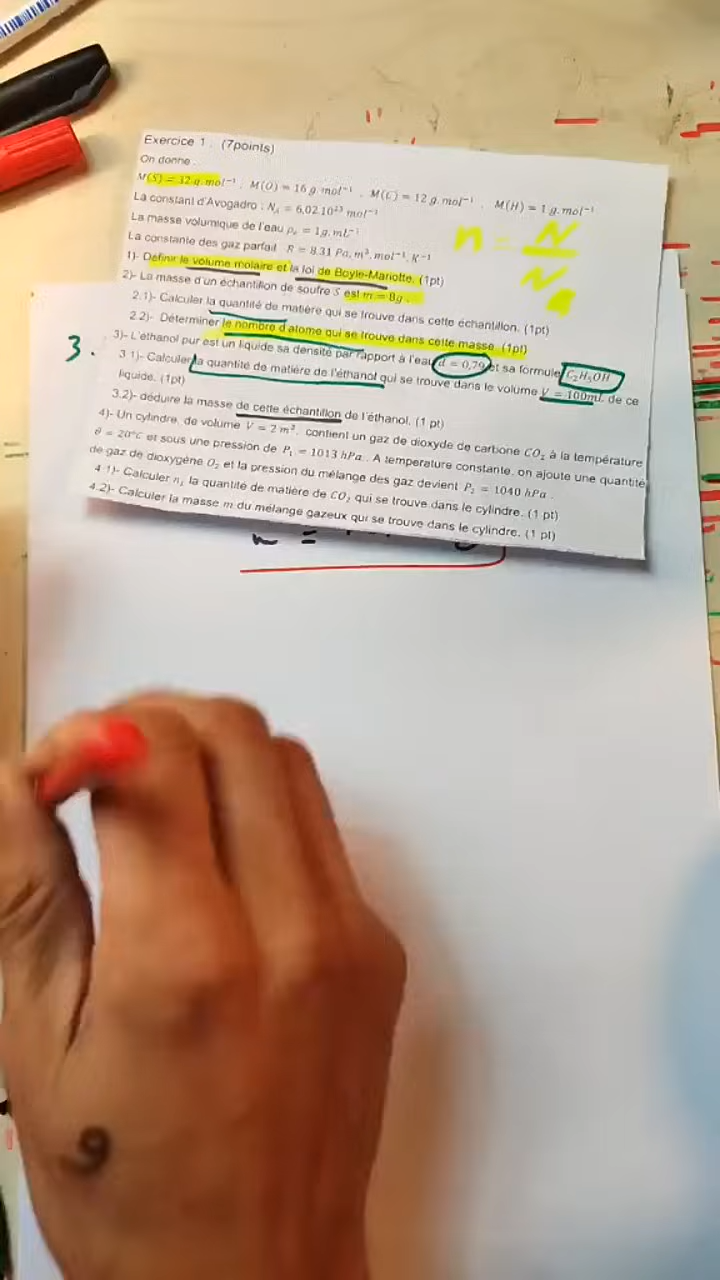 Exercice 1 : (7points)
On donne :
M(S) = 32 g. mol⁻¹ , M(O) = 16 g. mol⁻¹ , M(C) = 12 g. mol⁻¹ , M(H) = 1 g. mol⁻¹
La constant d'Avogadro : N_A = 6,02.10²³ mol⁻¹
La masse volumique de l'eau ρₑ = 1g. mL⁻¹
La constante des gaz parfait R = 8.31 Pa. m³. mol⁻¹. K⁻¹
n = N / N_a
1)- Définir le volume molaire et la loi de Boyle-Mariotte. (1pt)
2)- La masse d'un échantillon de soufre S est m = 8g .
2.1)- Calculer la quantité de matière qui se trouve dans cette échantillon. (1pt)
2.2)- Déterminer le nombre d'atome qui se trouve dans cette masse. (1pt)
3.
3)- L'éthanol pur est un liquide sa densité par rapport à l'eau d = 0,79 et sa formule C₂H₅OH
3.1)- Calculer la quantité de matière de l'éthanol qui se trouve dans le volume V = 100mL de ce
liquide. (1pt)
3.2)- déduire la masse de cette échantillon de l'éthanol. (1 pt)
4)- Un cylindre, de volume V = 2 m³, contient un gaz de dioxyde de carbone CO₂ à la température
θ = 20°C et sous une pression de P₁ = 1013 hPa . A température constante, on ajoute une quantité
de gaz de dioxygène O₂ et la pression du mélange des gaz devient P₂ = 1040 hPa .
4.1)- Calculer n₁ la quantité de matière de CO₂ qui se trouve dans le cylindre. (1 pt)
4.2)- Calculer la masse m du mélange gazeux qui se trouve dans le cylindre. (1 pt)